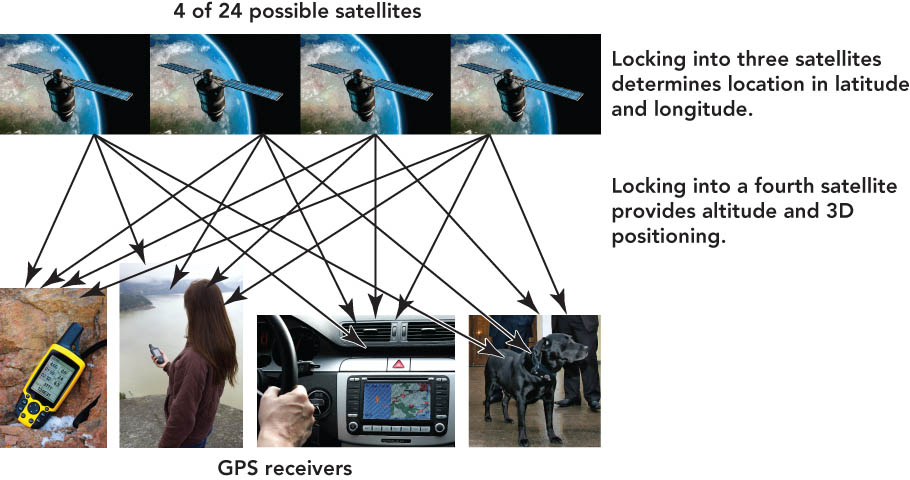 4 of 24 possible satellites
Locking into three satellites
determines location in latitude
and longitude.
Locking into a fourth satellite
provides altitude and 3D
positioning.
GPS receivers